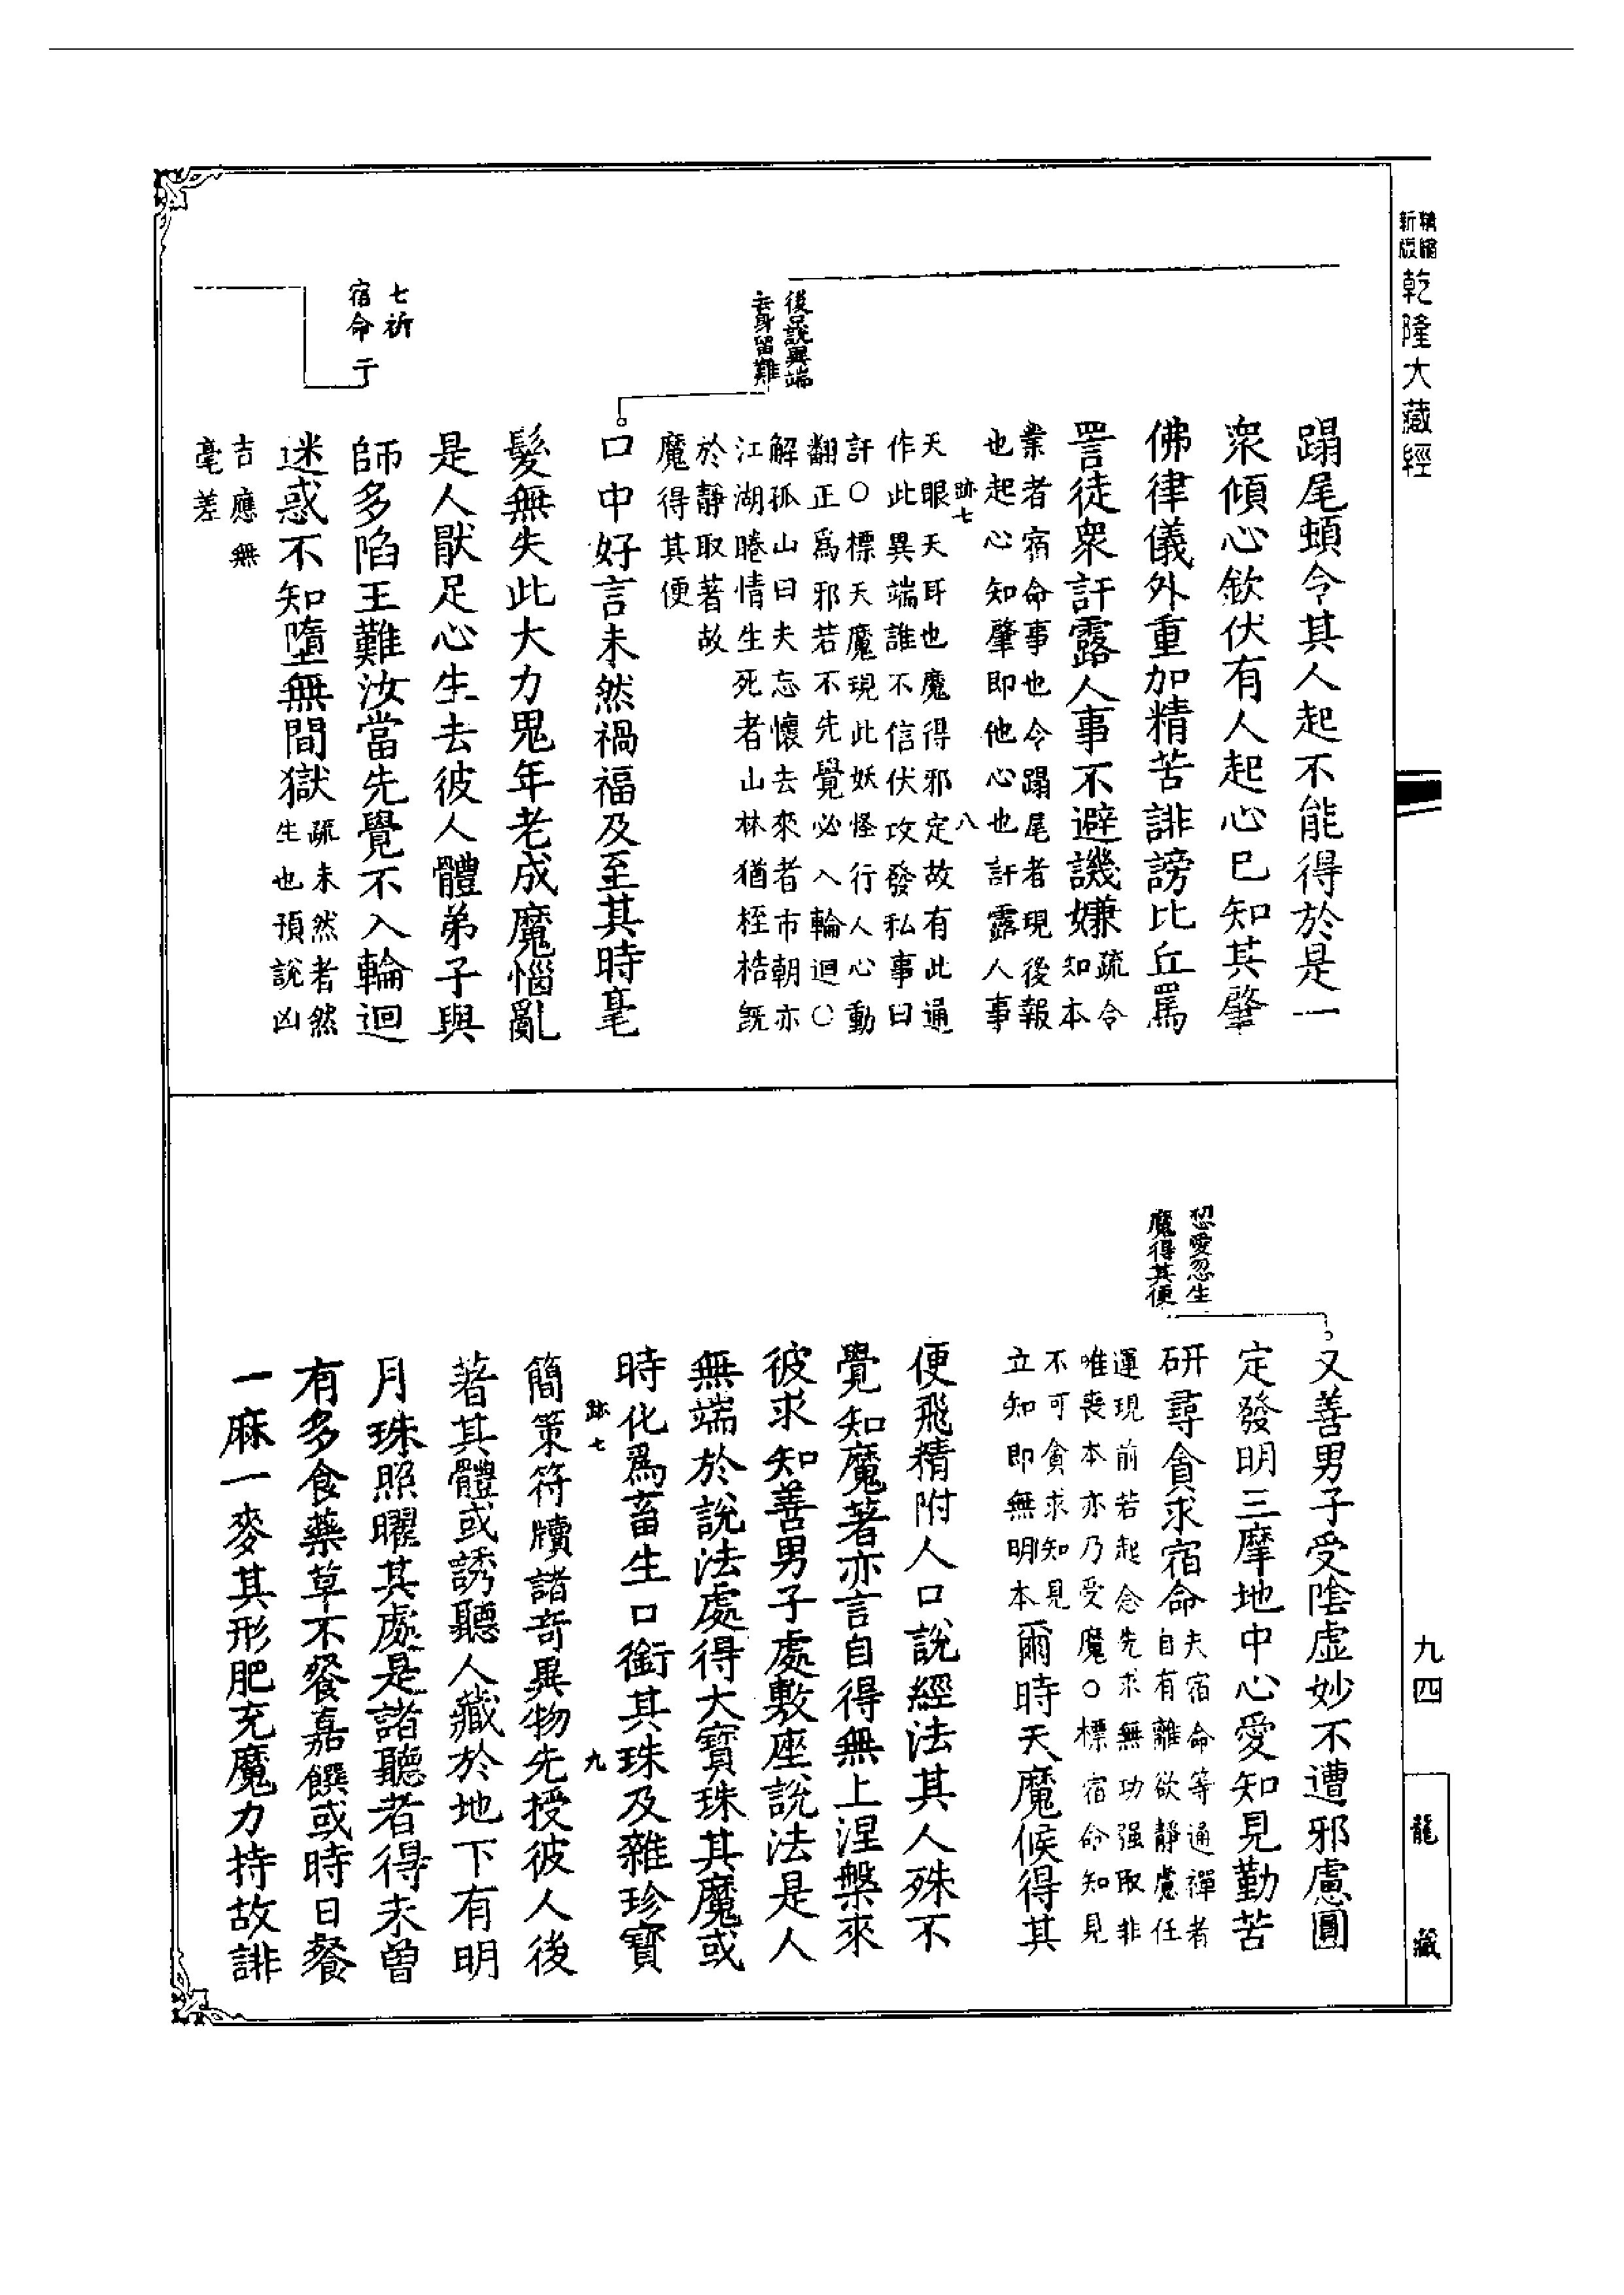 精縮
新版
乾隆大藏經
後只說異端
去身留難
七祈
宿命
蹋尾蝢令其人起不能得於是一
衆傾心欽伏有人起心巳知其肇
佛律儀外重加精苦誹謗比丘罵
詈徒衆訐露人事不避譏嫌疏令
知本
業者宿命事也令蹋尾者現後報
也起心知肇即他心也訐露人事
跡七
八
天眼天耳也魔得邪定故有此通
作此異端誰不信伏攻發私事曰
訐○標天魔現此妖怪行人心動
翻正爲邪若不先覺必入輪迴○
解孤山曰夫忘懷去來者市朝亦
江湖睠情生死者山林猶桎梏旣
於靜取著故
魔得其便
口中好言未然禍福及至其時毫
髮無失此大力鬼年老成魔惱亂
是人猒足心生去彼人體弟子與
師多陷王難汝當先覺不入輪迴
迷惑不知墮無間獄疏未然者然
生也預說凶
吉應無
毫差
愛忽生
魔得其便
又善男子受陰虛妙不遭邪慮圓
定發明三摩地中心愛知見勤苦
研尋貪求宿命夫宿命等通禪者
自有離欲靜慮任
運現前若起念先求無功强取非
唯喪本亦乃受魔○標宿命知見
不可貪求知見
立知即無明本
爾時天魔候得其
便飛精附人口說經法其人殊不
覺知魔著亦言自得無上涅槃來
彼求知善男子處敷座說法是人
無端於說法處得大寶珠其魔或
時化爲畜生口銜其珠及雜珍寶
跡七
九
簡策符牘諸奇異物先授彼人後
著其體或誘聽人藏於地下有明
月珠照曜其處是諸聽者得未曾
有多食藥草不餐嘉饌或時日餐
一麻一麥其形肥充魔力持故誹
九四
龍
藏